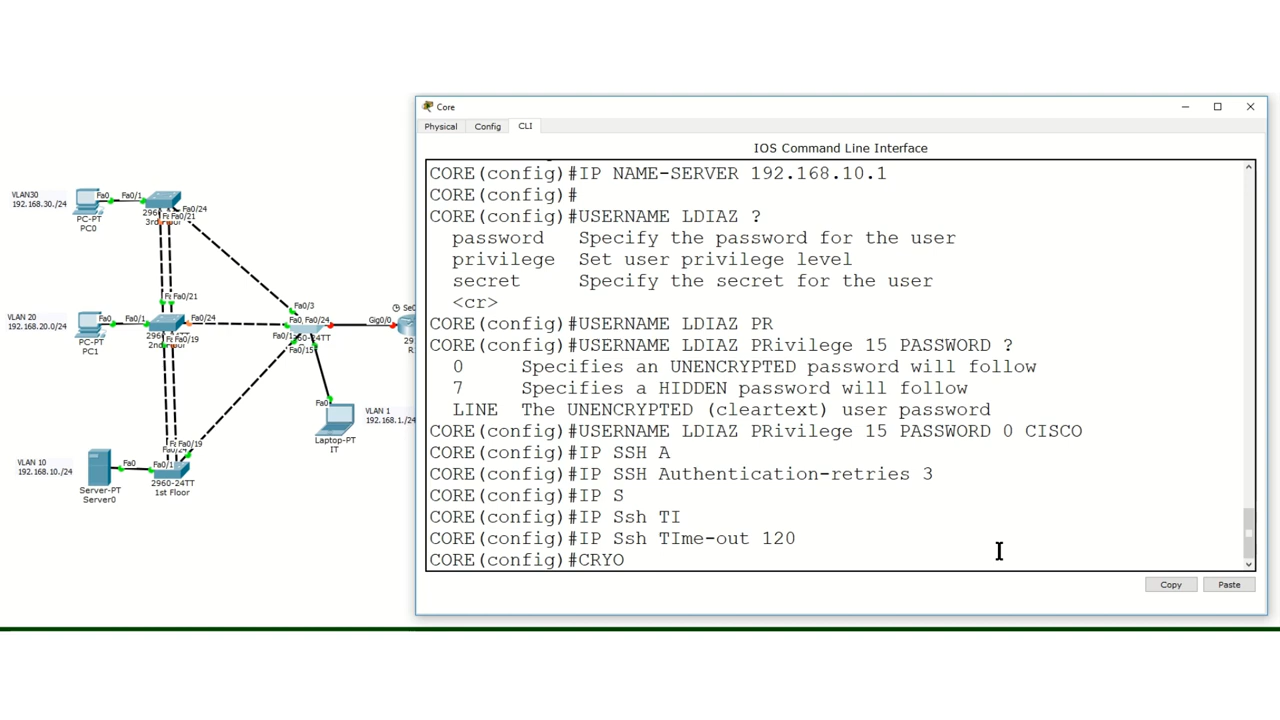 Core
Physical Config CLI
IOS Command Line Interface
CORE(config)#IP NAME-SERVER 192.168.10.1
CORE(config)#
CORE(config)#USERNAME LDIAZ ?
password Specify the password for the user
privilege Set user privilege level
secret Specify the secret for the user
<cr>
CORE(config)#USERNAME LDIAZ PR
CORE(config)#USERNAME LDIAZ PRivilege 15 PASSWORD ?
0 Specifies an UNENCRYPTED password will follow
7 Specifies a HIDDEN password will follow
LINE The UNENCRYPTED (cleartext) user password
CORE(config)#USERNAME LDIAZ PRivilege 15 PASSWORD 0 CISCO
CORE(config)#IP SSH A
CORE(config)#IP SSH Authentication-retries 3
CORE(config)#IP S
CORE(config)#IP Ssh TI
CORE(config)#IP Ssh TIme-out 120
CORE(config)#CRYO
Copy Paste
VLAN30
192.168.30./24
Fa0 Fa0/1
PC-PT
PC0
Fa0/24
Fa0/21
Fa0/21
Fa0/3
VLAN 20
192.168.20.0/24
Fa0 Fa0/1
PC-PT
PC1
Fa0/24
Fa0/19
Fa0/24
Gig0/0
Fa0
Laptop-PT
IT
VLAN 1
192.168.1./24
VLAN 10
192.168.10./24
Fa0 Fa0/1
Server-PT
Server0
Fa0/19
2960-24TT
1st Floor